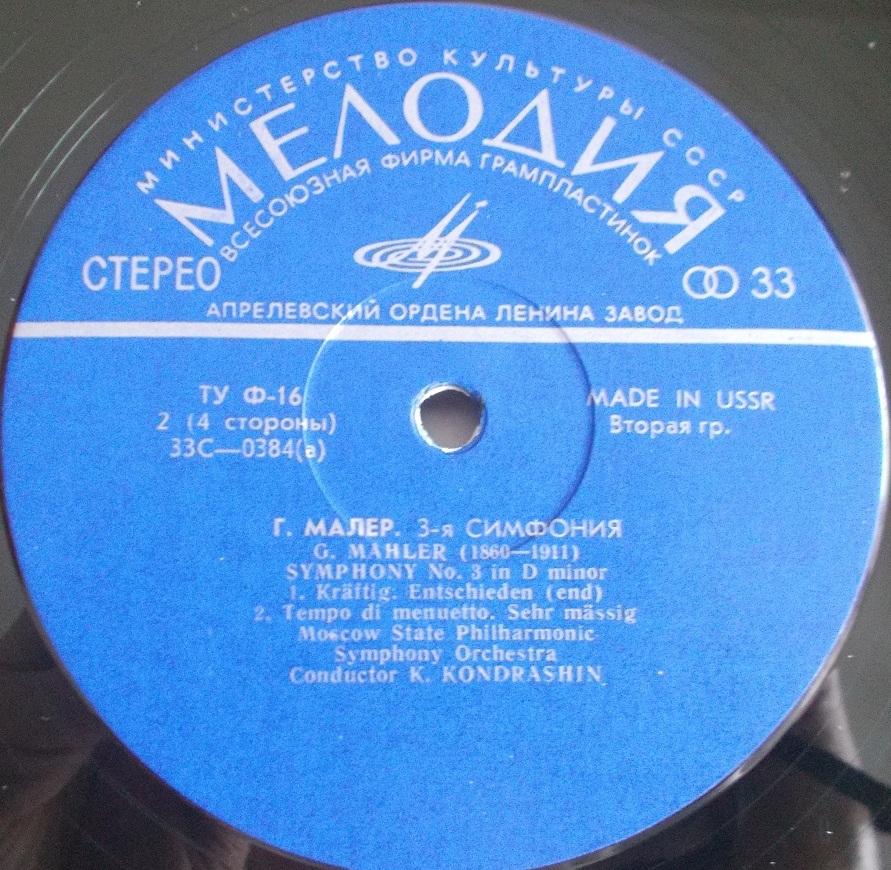 МИНИСТЕРСТВО КУЛЬТУРЫ СССР
МЕЛОДИЯ
ВСЕСОЮЗНАЯ ФИРМА ГРАМПЛАСТИНОК
СТЕРЕО
33
АПРЕЛЕВСКИЙ ОРДЕНА ЛЕНИНА ЗАВОД
ТУ Ф-16
MADE IN USSR
2 (4 стороны)
Вторая гр.
33С—0384(а)
Г. МАЛЕР. 3-я СИМФОНИЯ
G. MAHLER (1860—1911)
SYMPHONY No. 3 in D minor
1. Kräftig. Entschieden (end)
2. Tempo di menuetto. Sehr mässig
Moscow State Philharmonic
Symphony Orchestra
Conductor K. KONDRASHIN